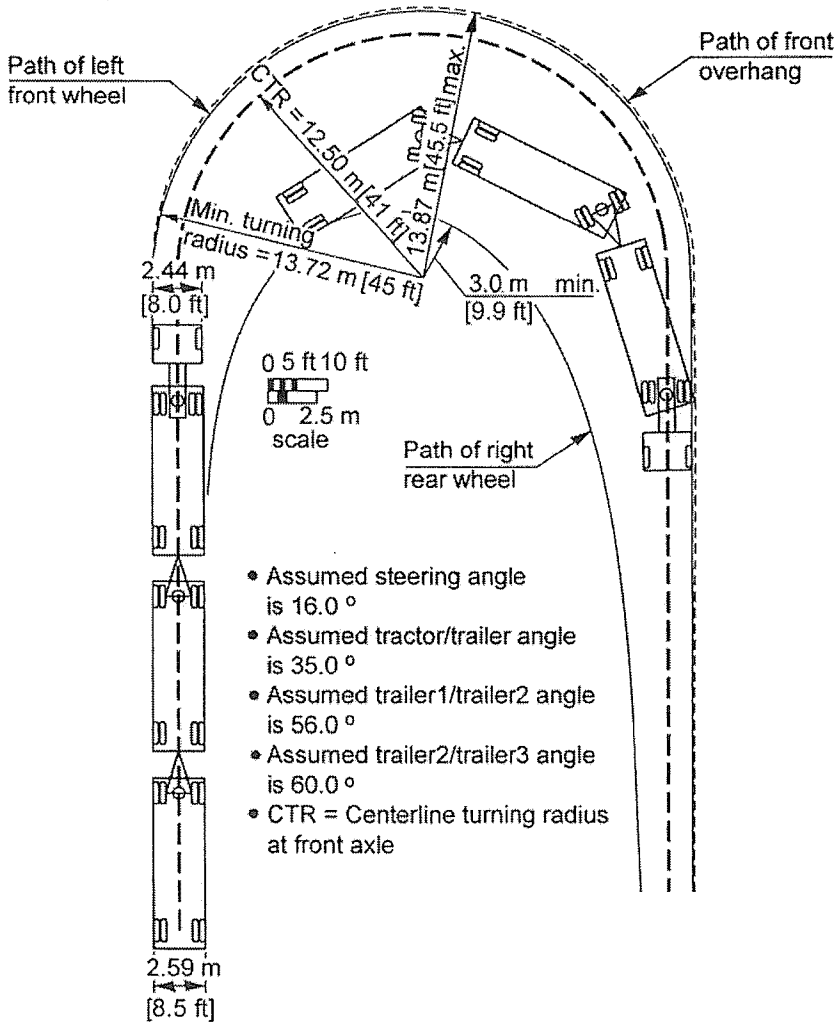 Path of left
front wheel
Path of front
overhang
CTR = 12.50 m [41 ft]
13.87 m [45.5 ft] max.
Min. turning
radius = 13.72 m [45 ft]
2.44 m
[8.0 ft]
3.0 m min.
[9.9 ft]
0 5 ft 10 ft
0 2.5 m
scale
Path of right
rear wheel
• Assumed steering angle
is 16.0 º
• Assumed tractor/trailer angle
is 35.0 º
• Assumed trailer1/trailer2 angle
is 56.0 º
• Assumed trailer2/trailer3 angle
is 60.0 º
• CTR = Centerline turning radius
at front axle
2.59 m
[8.5 ft]